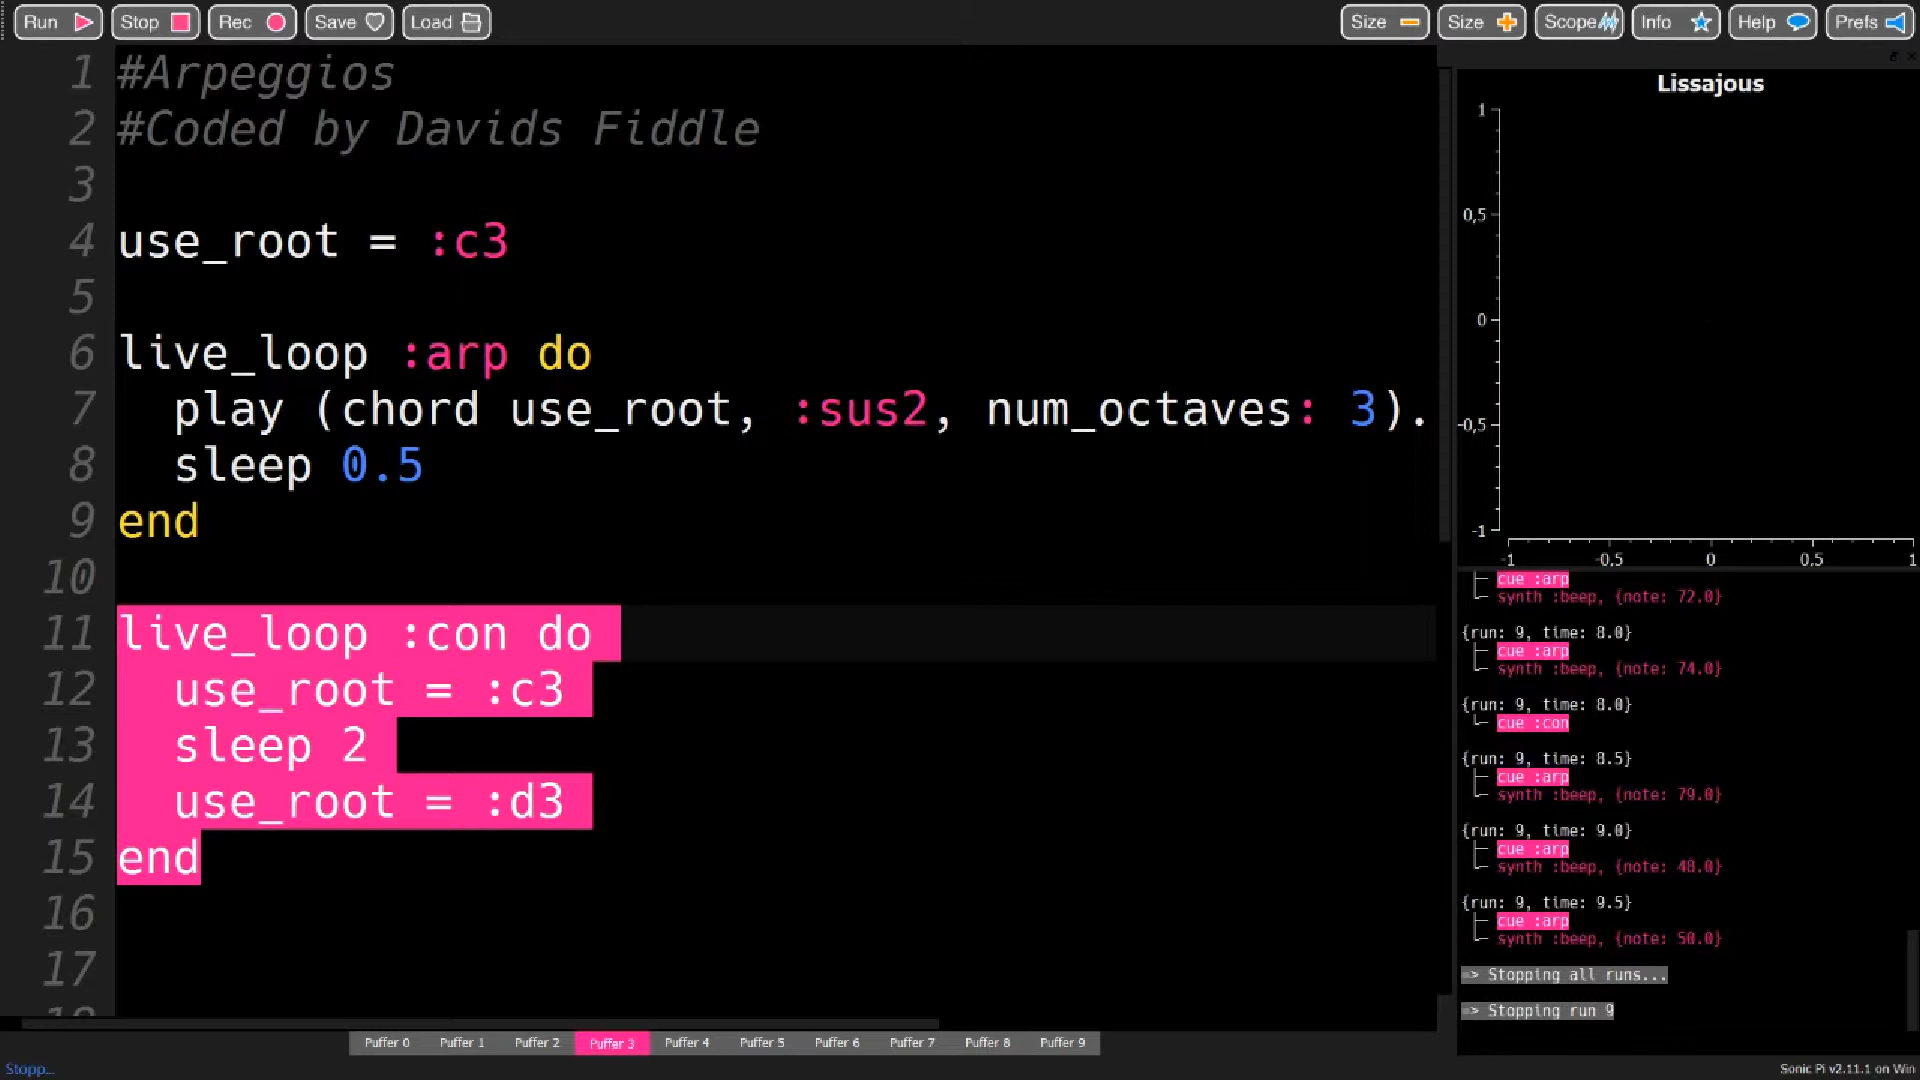 Run Stop Rec Save Load Size Size Scope Info Help Prefs
1 #Arpeggios
2 #Coded by Davids Fiddle
3
4 use_root = :c3
5
6 live_loop :arp do
7 play (chord use_root, :sus2, num_octaves: 3).
8 sleep 0.5
9 end
10
11 live_loop :con do
12 use_root = :c3
13 sleep 2
14 use_root = :d3
15 end
16
17
Lissajous
1
0,5
0
-0,5
-1
-1 -0,5 0 0,5 1
cue :arp
synth :beep, {note: 72.0}
{run: 9, time: 8.0}
cue :arp
synth :beep, {note: 74.0}
{run: 9, time: 8.0}
cue :con
{run: 9, time: 8.5}
cue :arp
synth :beep, {note: 79.0}
{run: 9, time: 9.0}
cue :arp
synth :beep, {note: 48.0}
{run: 9, time: 9.5}
cue :arp
synth :beep, {note: 50.0}
=> Stopping all runs...
=> Stopping run 9
Puffer 0 Puffer 1 Puffer 2 Puffer 3 Puffer 4 Puffer 5 Puffer 6 Puffer 7 Puffer 8 Puffer 9
Stopp...
Sonic Pi v2.11.1 on Win